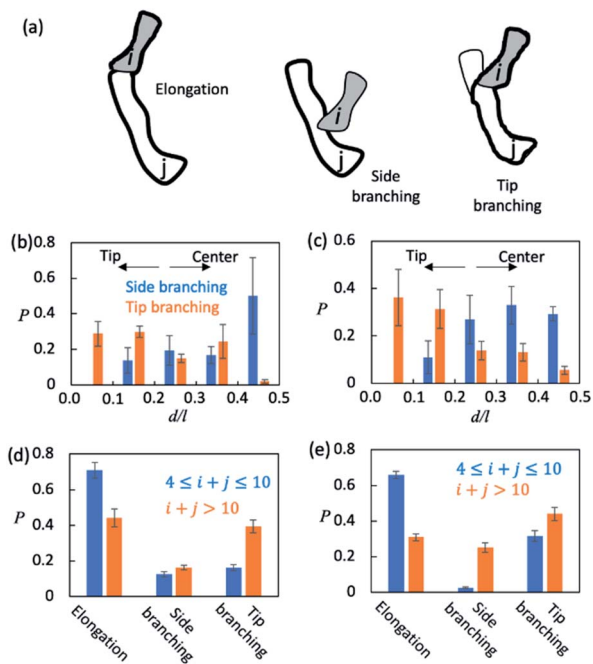 (a)
i
Elongation
j
i
j
Side
branching
i
j
Tip
branching
(b)
0.8
Tip
Center
0.6
Side branching
Tip branching
P
0.4
0.2
0
0.0 0.1 0.2 0.3 0.4 0.5
d/l
(c)
0.6
Tip
Center
P
0.4
0.2
0
0.0 0.1 0.2 0.3 0.4 0.5
d/l
(d)
0.8
4 ≤ i + j ≤ 10
0.6
i + j > 10
P
0.4
0.2
0
Elongation
Side
branching
Tip
branching
(e)
0.8
4 ≤ i + j ≤ 10
0.6
i + j > 10
P
0.4
0.2
0
Elongation
Side
branching
Tip
branching